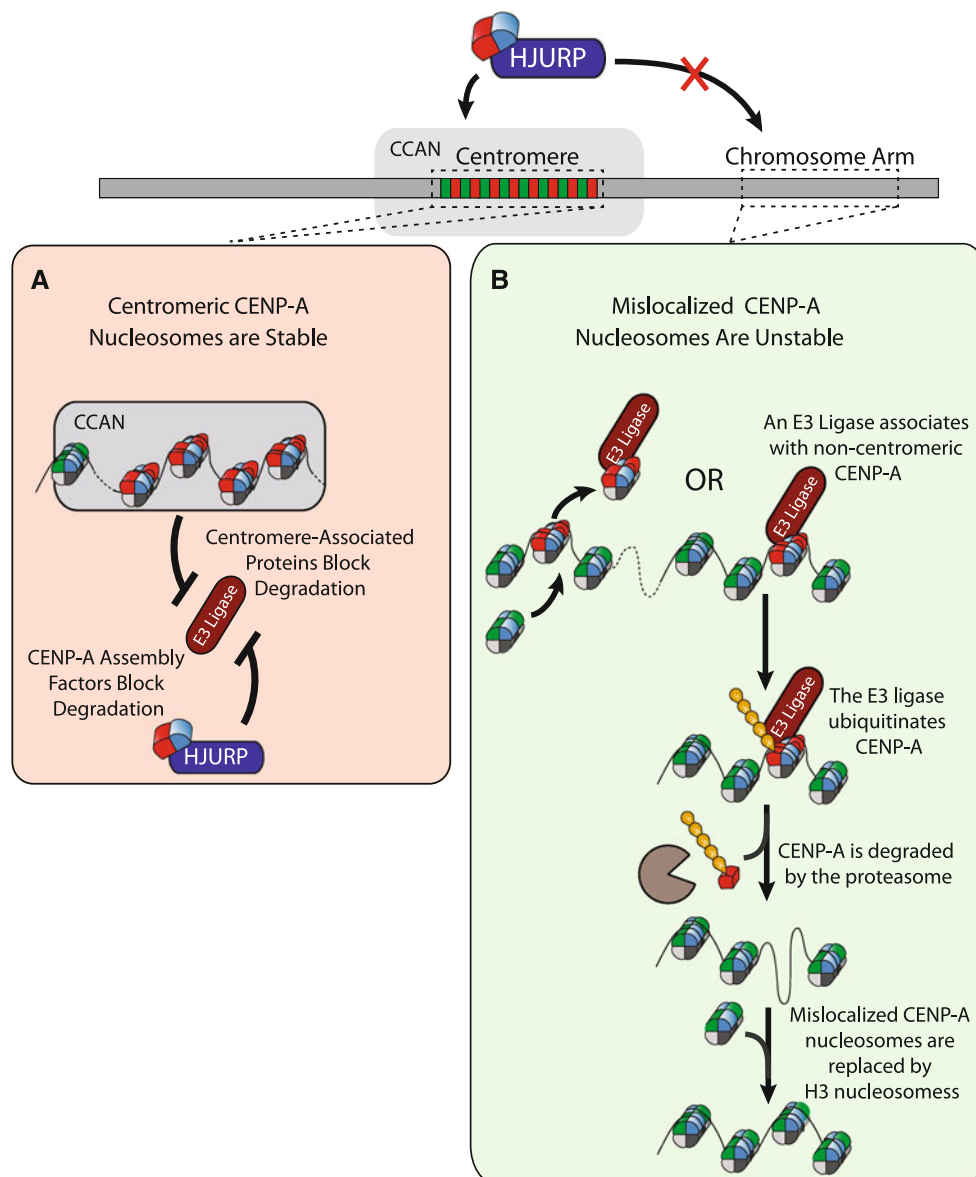 HJURP
CCAN
Centromere
Chromosome Arm
A
Centromeric CENP-A
Nucleosomes are Stable
CCAN
Centromere-Associated
Proteins Block
Degradation
E3 Ligase
CENP-A Assembly
Factors Block
Degradation
HJURP
B
Mislocalized CENP-A
Nucleosomes Are Unstable
E3 Ligase
OR
An E3 Ligase associates
with non-centromeric
CENP-A
E3 Ligase
E3 Ligase
The E3 ligase
ubiquitinates
CENP-A
CENP-A is degraded
by the proteasome
Mislocalized CENP-A
nucleosomes are
replaced by
H3 nucleosomess